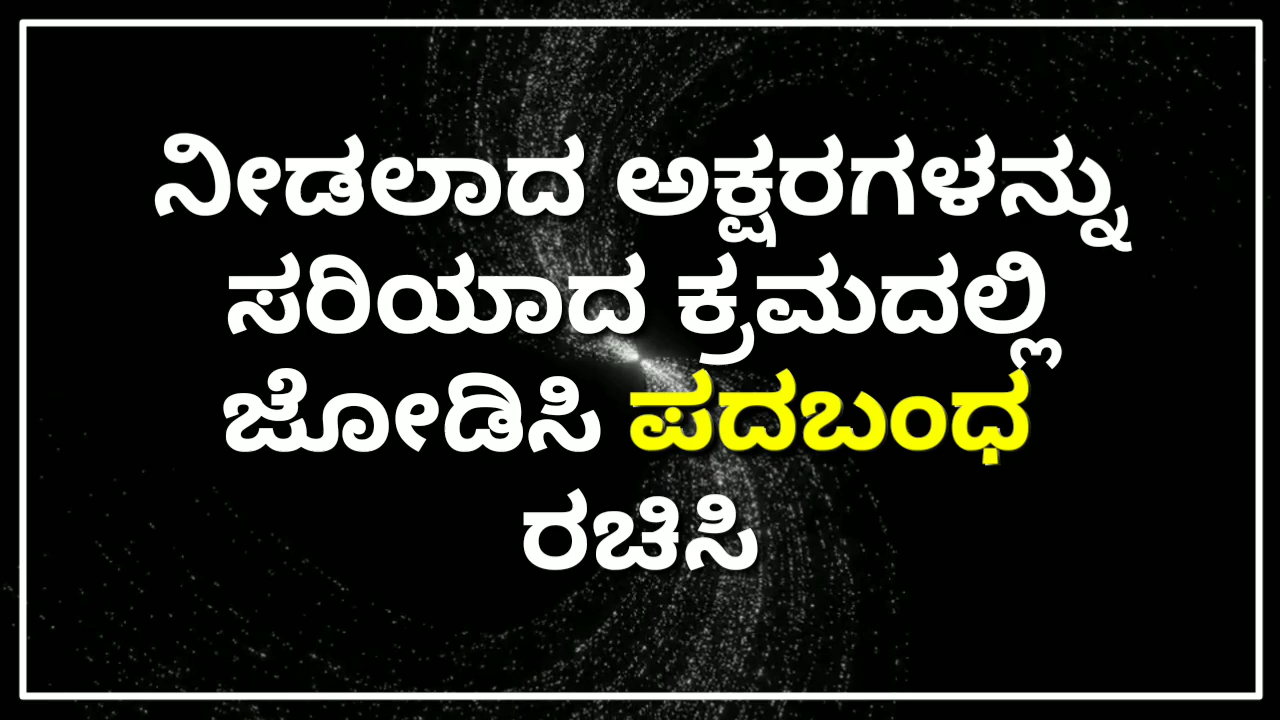 ನೀಡಲಾದ ಅಕ್ಷರಗಳನ್ನು
ಸರಿಯಾದ ಕ್ರಮದಲ್ಲಿ
ಜೋಡಿಸಿ ಪದಬಂಧ
ರಚಿಸಿ